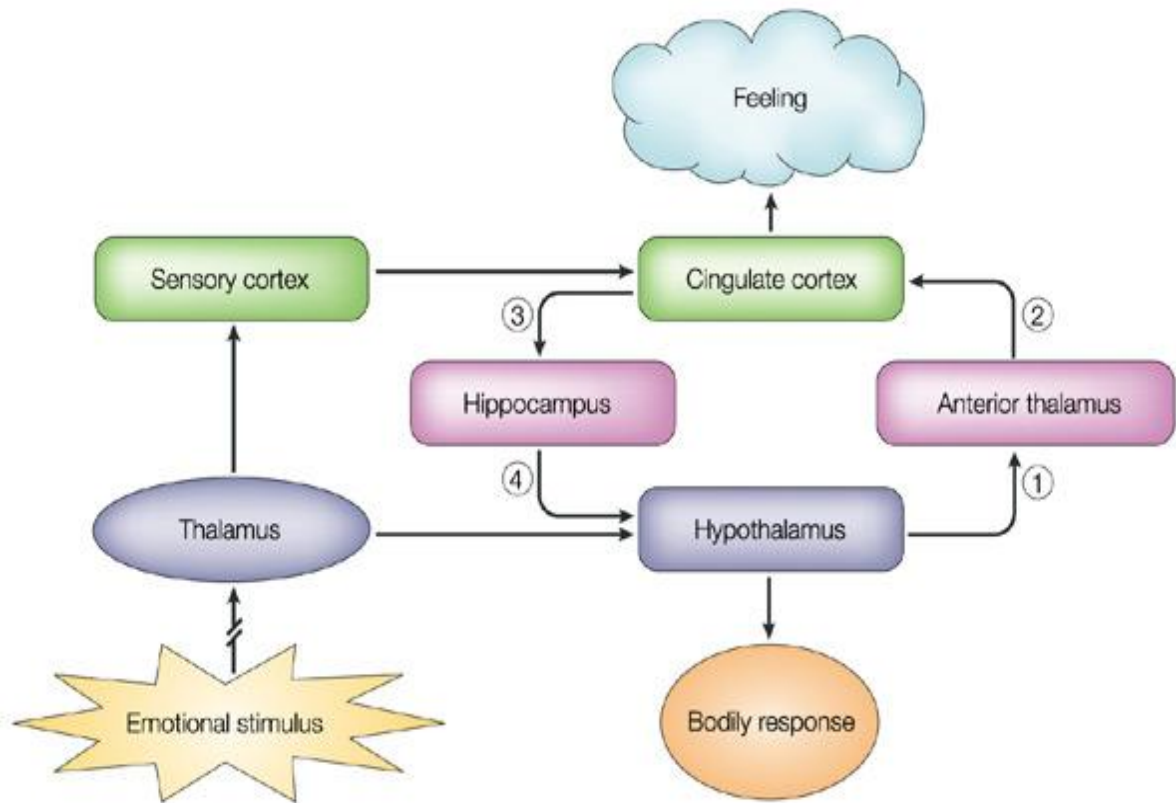 Feeling
Sensory cortex
Cingulate cortex
③
②
Hippocampus
Anterior thalamus
④
①
Thalamus
Hypothalamus
Emotional stimulus
Bodily response